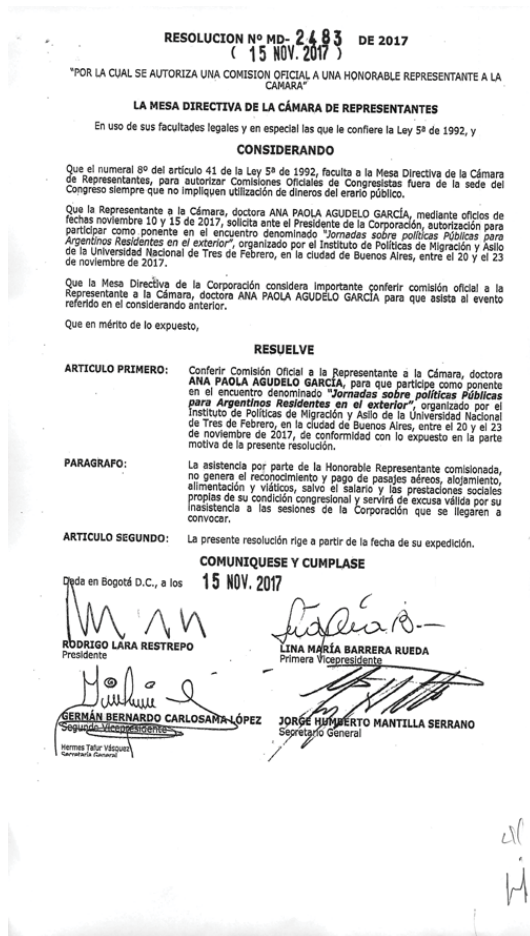 RESOLUCION Nº MD- 2483 DE 2017
( 15 NOV. 2017 )
"POR LA CUAL SE AUTORIZA UNA COMISION OFICIAL A UNA HONORABLE REPRESENTANTE A LA
CAMARA"
LA MESA DIRECTIVA DE LA CÁMARA DE REPRESENTANTES
En uso de sus facultades legales y en especial las que le confiere la Ley 5ª de 1992, y
CONSIDERANDO
Que el numeral 8º del artículo 41 de la Ley 5ª de 1992, faculta a la Mesa Directiva de la Cámara
de Representantes, para autorizar Comisiones Oficiales de Congresistas fuera de la sede del
Congreso siempre que no impliquen utilización de dineros del erario público.
Que la Representante a la Cámara, doctora ANA PAOLA AGUDELO GARCÍA, mediante oficios de
fechas noviembre 10 y 15 de 2017, solicita ante el Presidente de la Corporación, autorización para
participar como ponente en el encuentro denominado "Jornadas sobre políticas Públicas para
Argentinos Residentes en el exterior", organizado por el Instituto de Políticas de Migración y Asilo
de la Universidad Nacional de Tres de Febrero, en la ciudad de Buenos Aires, entre el 20 y el 23
de noviembre de 2017.
Que la Mesa Directiva de la Corporación considera importante conferir comisión oficial a la
Representante a la Cámara, doctora ANA PAOLA AGUDELO GARCÍA para que asista al evento
referido en el considerando anterior.
Que en mérito de lo expuesto,
RESUELVE
ARTICULO PRIMERO: Conferir Comisión Oficial a la Representante a la Cámara, doctora
ANA PAOLA AGUDELO GARCÍA, para que participe como ponente
en el encuentro denominado "Jornadas sobre políticas Públicas
para Argentinos Residentes en el exterior", organizado por el
Instituto de Políticas de Migración y Asilo de la Universidad Nacional
de Tres de Febrero, en la ciudad de Buenos Aires, entre el 20 y el 23
de noviembre de 2017, de conformidad con lo expuesto en la parte
motiva de la presente resolución.
PARAGRAFO: La asistencia por parte de la Honorable Representante comisionada,
no genera el reconocimiento y pago de pasajes aéreos, alojamiento,
alimentación y viáticos, salvo el salario y las prestaciones sociales
propias de su condición congresional y servirá de excusa válida por su
inasistencia a las sesiones de la Corporación que se llegaren a
convocar.
ARTICULO SEGUNDO: La presente resolución rige a partir de la fecha de su expedición.
COMUNIQUESE Y CUMPLASE
Dada en Bogotá D.C., a los 15 NOV. 2017
RODRIGO LARA RESTREPO LINA MARÍA BARRERA RUEDA
Presidente Primera Vicepresidente
GERMÁN BERNARDO CARLOSAMA LÓPEZ JORGE HUMBERTO MANTILLA SERRANO
Segundo Vicepresidente Secretario General
Hermes Tafur Vásquez
Secretaría General